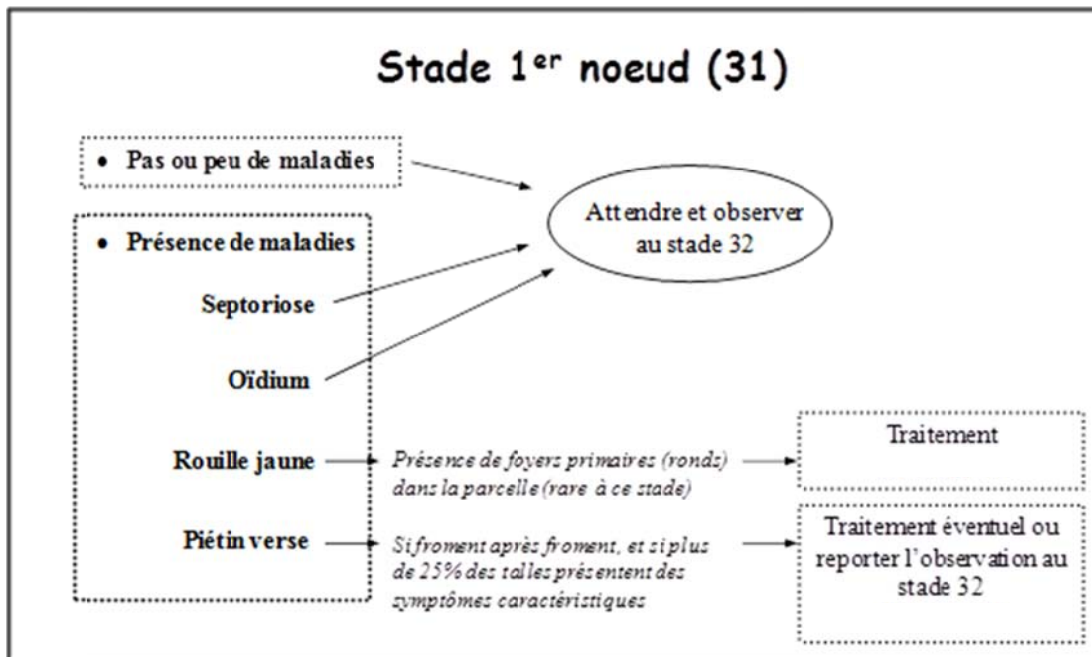 Stade 1er noeud (31)
• Pas ou peu de maladies
Attendre et observer
au stade 32
• Présence de maladies
Septoriose
Oïdium
Rouille jaune
Présence de foyers primaires (ronds)
dans la parcelle (rare à ce stade)
Traitement
Piétin verse
Si froment après froment, et si plus
de 25% des talles présentent des
symptômes caractéristiques
Traitement éventuel ou
reporter l'observation au
stade 32